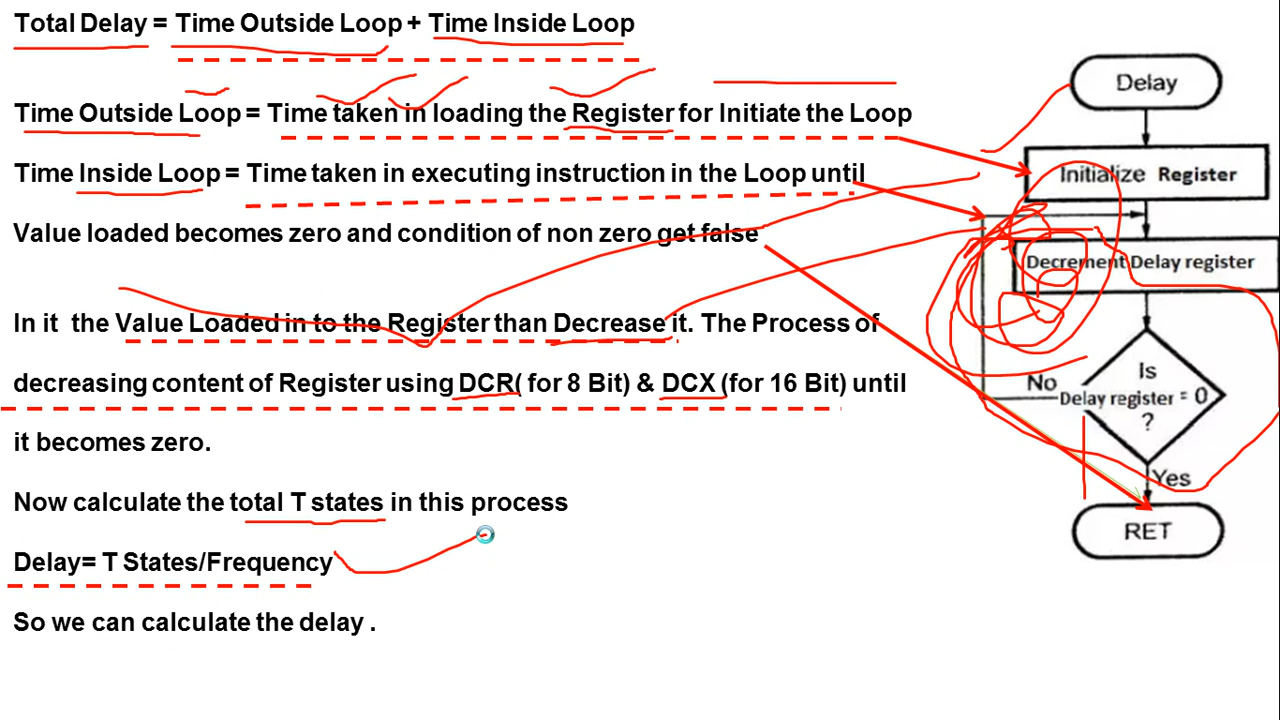 Total Delay = Time Outside Loop + Time Inside Loop
Time Outside Loop = Time taken in loading the Register for Initiate the Loop
Time Inside Loop = Time taken in executing instruction in the Loop until
Value loaded becomes zero and condition of non zero get false
In it the Value Loaded in to the Register than Decrease it. The Process of
decreasing content of Register using DCR( for 8 Bit) & DCX (for 16 Bit) until
it becomes zero.
Now calculate the total T states in this process
Delay= T States/Frequency
So we can calculate the delay .
Delay
Initialize Register
Decrement Delay register
Is
Delay register = 0
?
No
Yes
RET